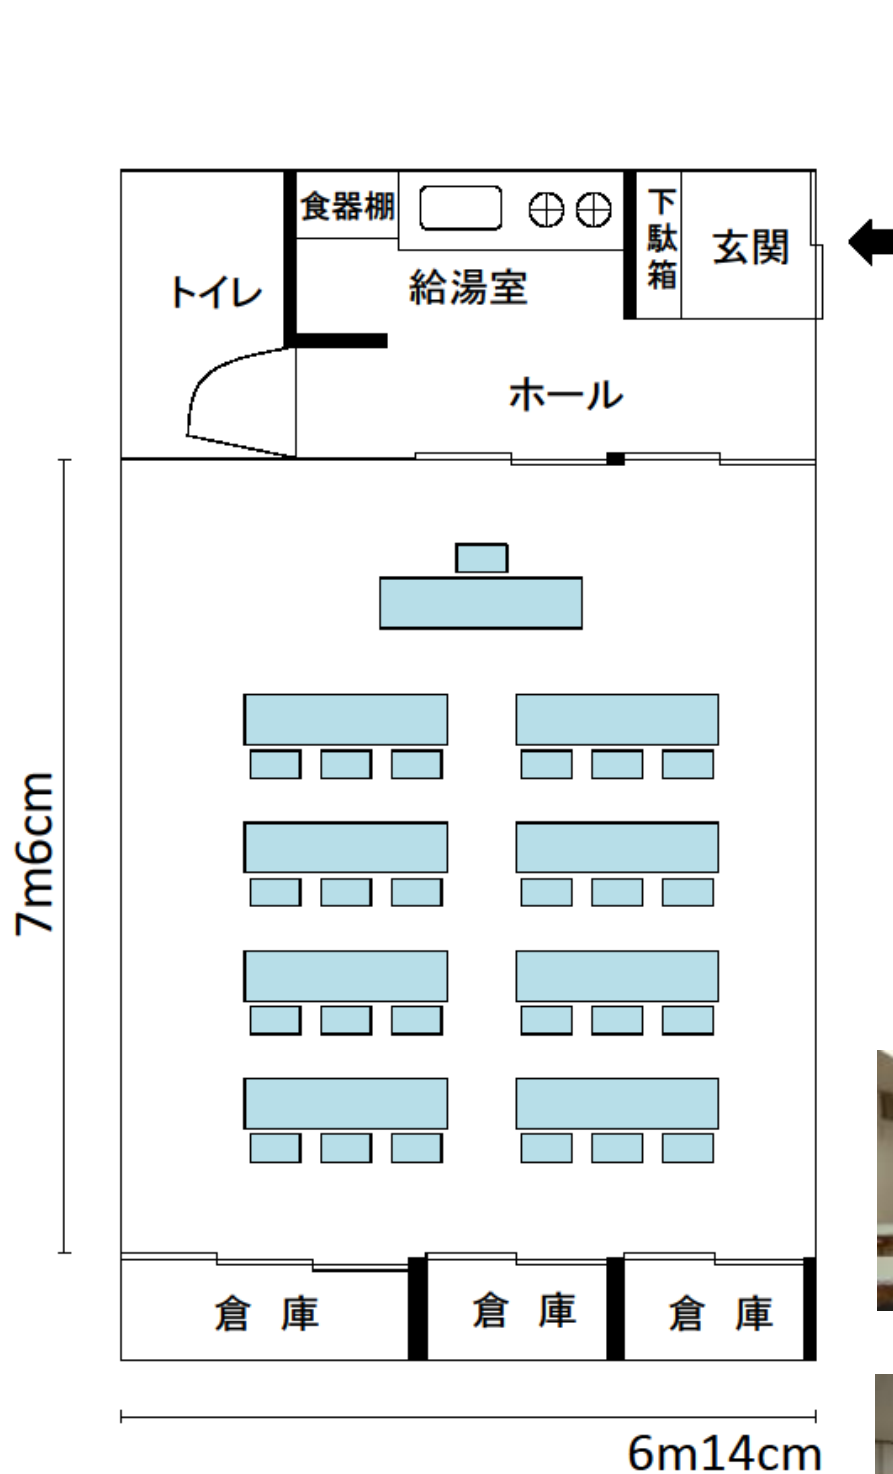 食器棚
下駄箱
玄関
トイレ
給湯室
ホール
7m6cm
倉 庫
倉 庫
倉 庫
6m14cm